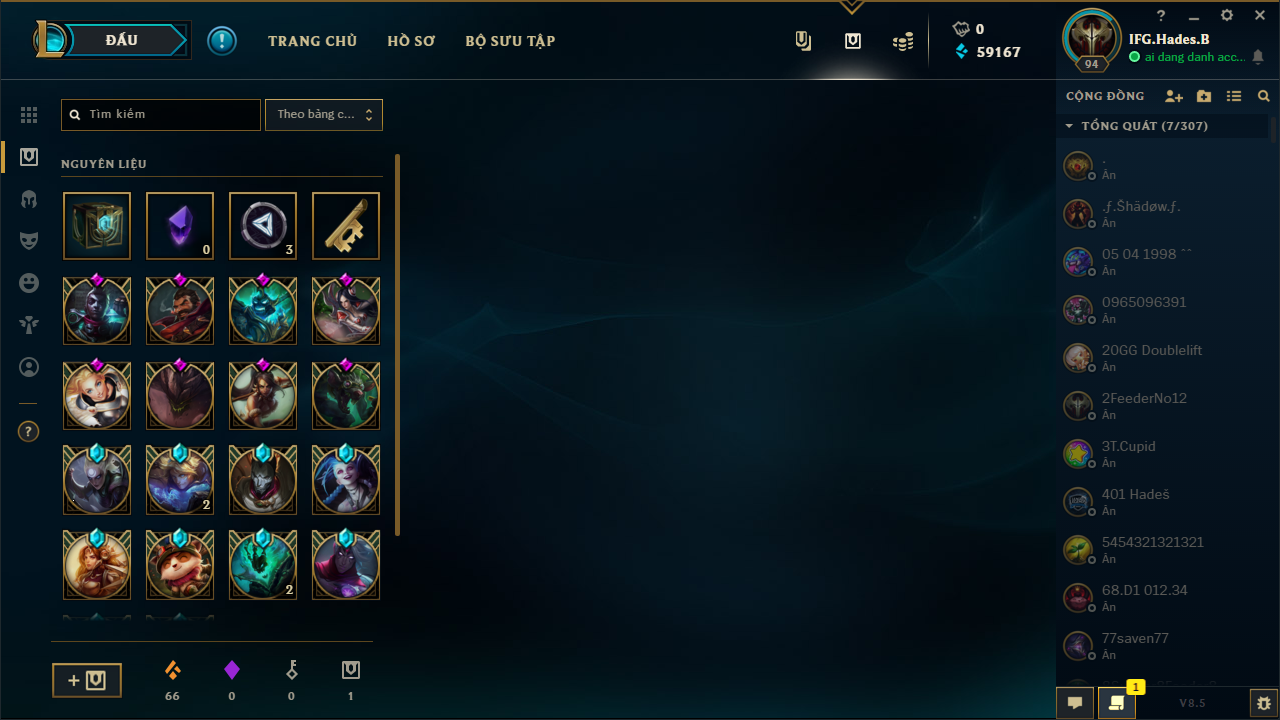 ĐẤU
TRANG CHỦ
HỒ SƠ
BỘ SƯU TẬP
0
59167
94
IFG.Hades.B
ai dang danh acc...
Tìm kiếm
Theo bảng c...
NGUYÊN LIỆU
0
3
2
2
66
0
0
1
CỘNG ĐỒNG
TỔNG QUÁT (7/307)
.
Ẩn
.ƒ.Šhädøw.ƒ.
Ẩn
05 04 1998 ˆˆ
Ẩn
0965096391
Ẩn
20GG Doublelift
Ẩn
2FeederNo12
Ẩn
3T.Cupid
Ẩn
401 Hadeš
Ẩn
5454321321321
Ẩn
68.D1 012.34
Ẩn
77saven77
Ẩn
1
V8.5